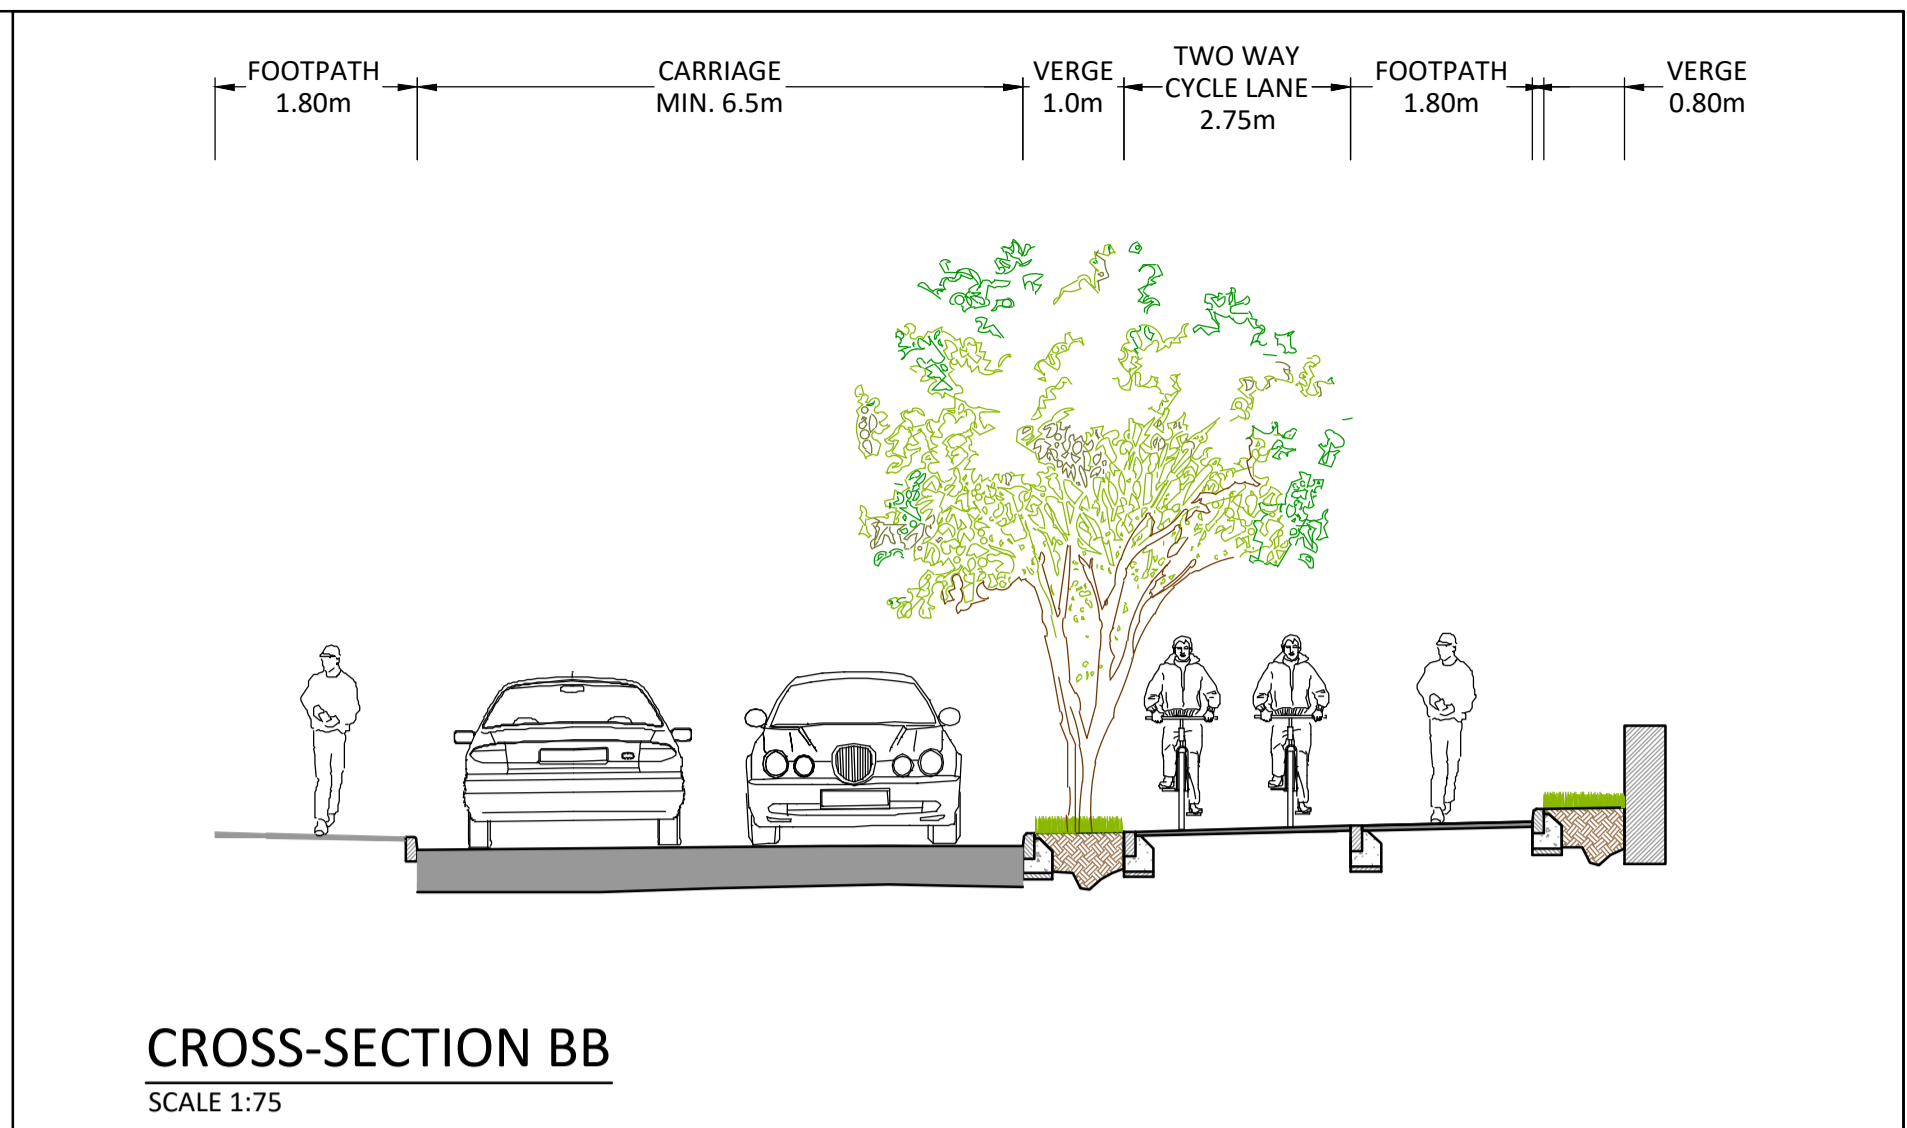 FOOTPATH
1.80m
CARRIAGE
MIN. 6.5m
VERGE
1.0m
TWO WAY
CYCLE LANE
2.75m
FOOTPATH
1.80m
VERGE
0.80m
CROSS-SECTION BB
SCALE 1:75